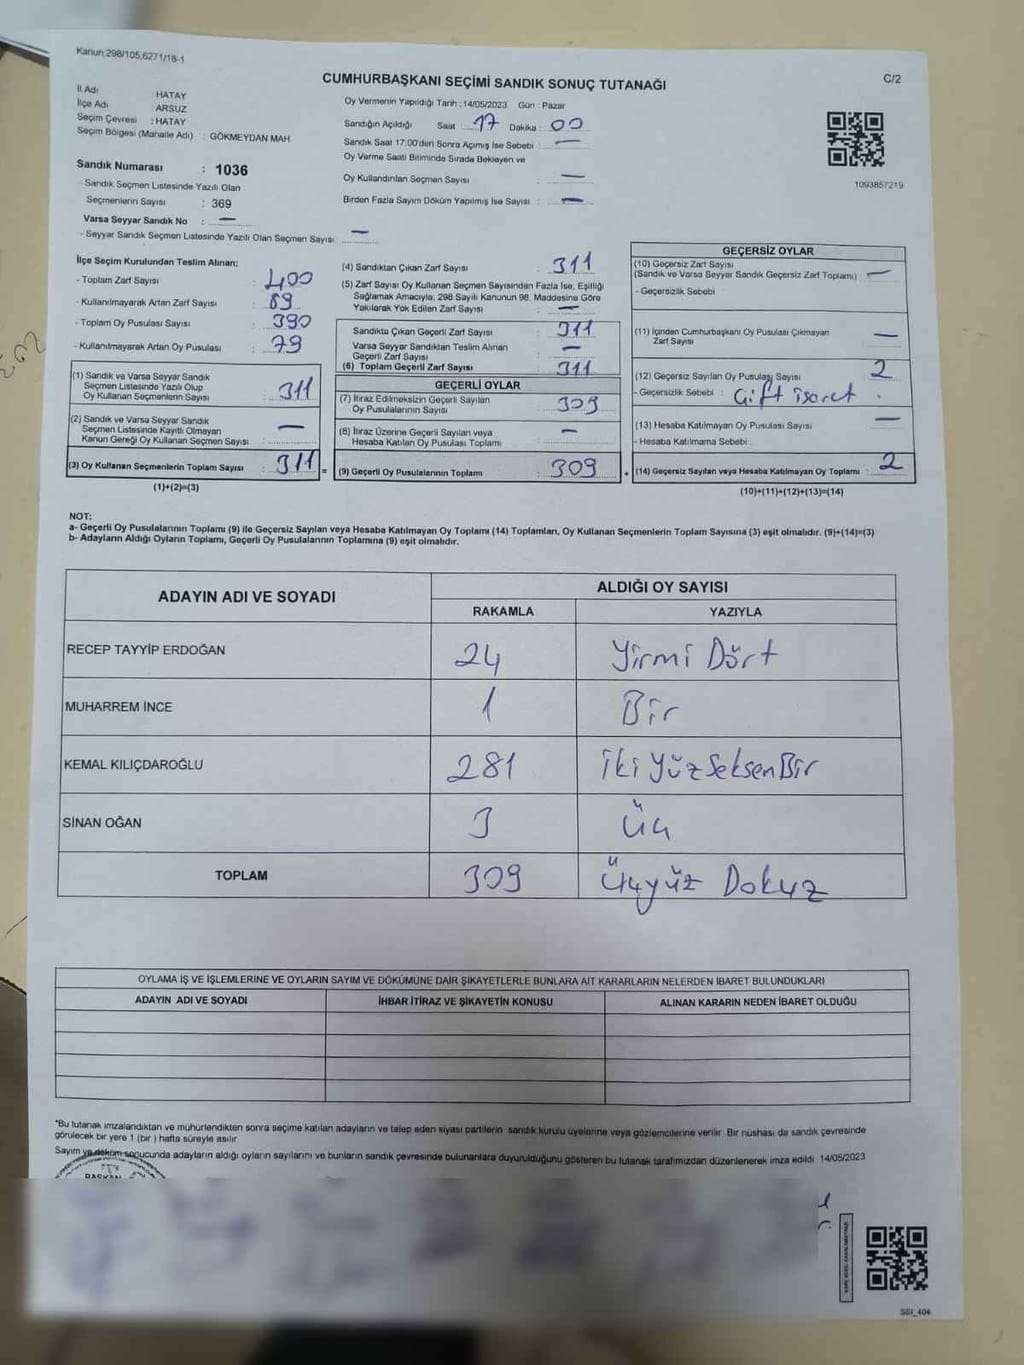 Kanun;298/105,6271/18-1
C/2
CUMHURBAŞKANI SEÇİMİ SANDIK SONUÇ TUTANAĞI
İl Adı : HATAY
İlçe Adı ARSUZ
Seçim Çevresi : HATAY
Seçim Bölgesi (Mahalle Adı) : GÖKMEYDAN MAH
Sandık Numarası : 1036
- Sandık Seçmen Listesinde Yazılı Olan
Seçmenlerin Sayısı : 369
Varsa Seyyar Sandık No : —
- Seyyar Sandık Seçmen Listesinde Yazılı Olan Seçmen Sayısı: —
Oy Vermenin Yapıldığı Tarih : 14/05/2023 Gün : Pazar
Sandığın Açıldığı Saat : 17 Dakika : 00
Sandık Saat 17:00'den Sonra Açımış İse Sebebi : —
Oy Verme Saati Bitiminde Sırada Bekleyen ve
Oy Kullandırılan Seçmen Sayısı : —
Birden Fazla Sayım Döküm Yapılmış İse Sayısı : —
1093857219
İlçe Seçim Kurulundan Teslim Alınan;
- Toplam Zarf Sayısı : 400
- Kullanılmayarak Artan Zarf Sayısı : 89
- Toplam Oy Pusulası Sayısı : 390
- Kullanılmayarak Artan Oy Pusulası : 79
(1) Sandık ve Varsa Seyyar Sandık
Seçmen Listesinde Yazılı Olup
Oy Kullanan Seçmenlerın Sayısı : 311
(2) Sandık ve Varsa Seyyar Sandık
Seçmen Listesinde Kayıtlı Olmayan
Kanun Gereği Oy Kullanan Seçmen Sayısı : —
(3) Oy Kullanan Seçmenlerin Toplam Sayısı : 311 =
(1)+(2)=(3)
(4) Sandıktan Çıkan Zarf Sayısı : 311
(5) Zarf Sayısı Oy Kullanan Seçmen Sayısından Fazla İse, Eşitliği
Sağlamak Amacıyla, 298 Sayılı Kanunun 98. Maddesine Göre
Yakılarak Yok Edilen Zarf Sayısı : —
Sandıkta Çıkan Geçerli Zarf Sayısı : 311
Varsa Seyyar Sandıktan Teslim Alınan
Geçerli Zarf Sayısı : —
(6) Toplam Geçerli Zarf Sayısı : 311
GEÇERLİ OYLAR
(7) İtiraz Edilmeksizin Geçerli Sayılan
Oy Pusulalarının Sayısı : 309
(8) İtiraz Üzerine Geçerli Sayılan veya
Hesaba Katılan Oy Pusulası Toplamı : —
(9) Geçerli Oy Pusulalarının Toplamı : 309 +
GEÇERSİZ OYLAR
(10) Geçersiz Zarf Sayısı
(Sandık ve Varsa Seyyar Sandık Geçersiz Zarf Toplamı) : —
- Geçersizlik Sebebi :
(11) İçinden Cumhurbaşkanı Oy Pusulası Çıkmayan
Zarf Sayısı : —
(12) Geçersiz Sayılan Oy Pusulası Sayısı : 2
- Geçersizlik Sebebi : Çift işaret .
(13) Hesaba Katılmayan Oy Pusulası Sayısı : —
- Hesaba Katılmama Sebebi :
(14) Geçersiz Sayılan veya Hesaba Katılmayan Oy Toplamı : 2
(10)+(11)+(12)+(13)=(14)
NOT:
a- Geçerli Oy Pusulalarının Toplamı (9) ile Geçersiz Sayılan veya Hesaba Katılmayan Oy Toplamı (14) Toplamları, Oy Kullanan Seçmenlerin Toplam Sayısına (3) eşit olmalıdır. (9)+(14)=(3)
b- Adayların Aldığı Oyların Toplamı, Geçerli Oy Pusulalarının Toplamına (9) eşit olmalıdır.
ADAYIN ADI VE SOYADI
ALDIĞI OY SAYISI
RAKAMLA YAZIYLA
RECEP TAYYİP ERDOĞAN 24 Yirmi Dört
MUHARREM İNCE 1 Bir
KEMAL KILIÇDAROĞLU 281 iki Yüz Seksen Bir
SİNAN OĞAN 3 Üç
TOPLAM 309 Üçyüz Dokuz
OYLAMA İŞ VE İŞLEMLERİNE VE OYLARIN SAYIM VE DÖKÜMÜNE DAİR ŞİKAYETLERLE BUNLARA AİT KARARLARIN NELERDEN İBARET BULUNDUKLARI
ADAYIN ADI VE SOYADI İHBAR İTİRAZ VE ŞİKAYETİN KONUSU ALINAN KARARIN NEDEN İBARET OLDUĞU
*Bu tutanak imzalandıktan ve mühürlendikten sonra seçime katılan adayların ve talep eden siyasi partilerin sandık kurulu üyelerine veya gözlemcilerine verilir. Bir nüshası da sandık çevresinde
görülecek bir yere 1 (bir ) hafta süreyle asılır.
Sayım ve döküm sonucunda adayların aldığı oyların sayılarını ve bunların sandık çevresinde bulunanlara duyurulduğunu gösteren bu tutanak tarafımızdan düzenlenerek imza edildi 14/05/2023
BAŞKAN
SSI_404